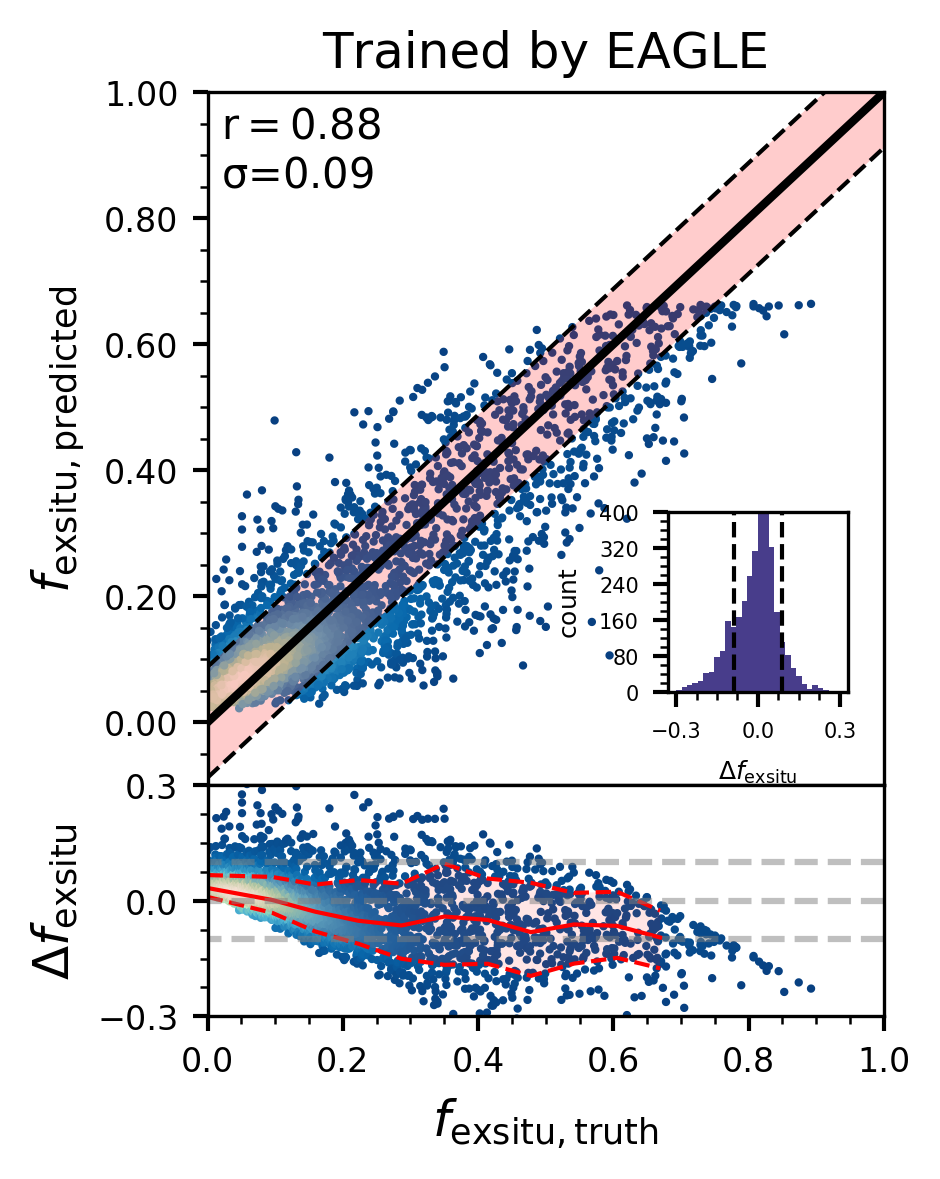 Trained by EAGLE
r = 0.88
σ=0.09
1.00
0.80
0.60
0.40
0.20
0.00
f_exsitu, predicted
400
320
240
160
80
0
count
−0.3 0.0 0.3
Δf_exsitu
0.3
0.0
−0.3
Δf_exsitu
0.0 0.2 0.4 0.6 0.8 1.0
f_exsitu, truth